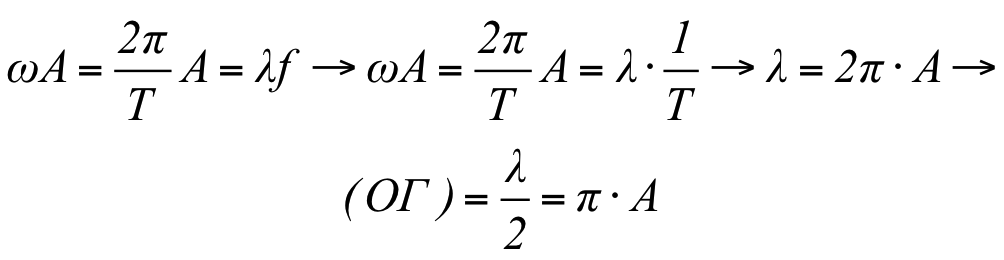 ωA = 2π/T A = λf → ωA = 2π/T A = λ · 1/T → λ = 2π · A →
(ΟΓ) = λ/2 = π · A